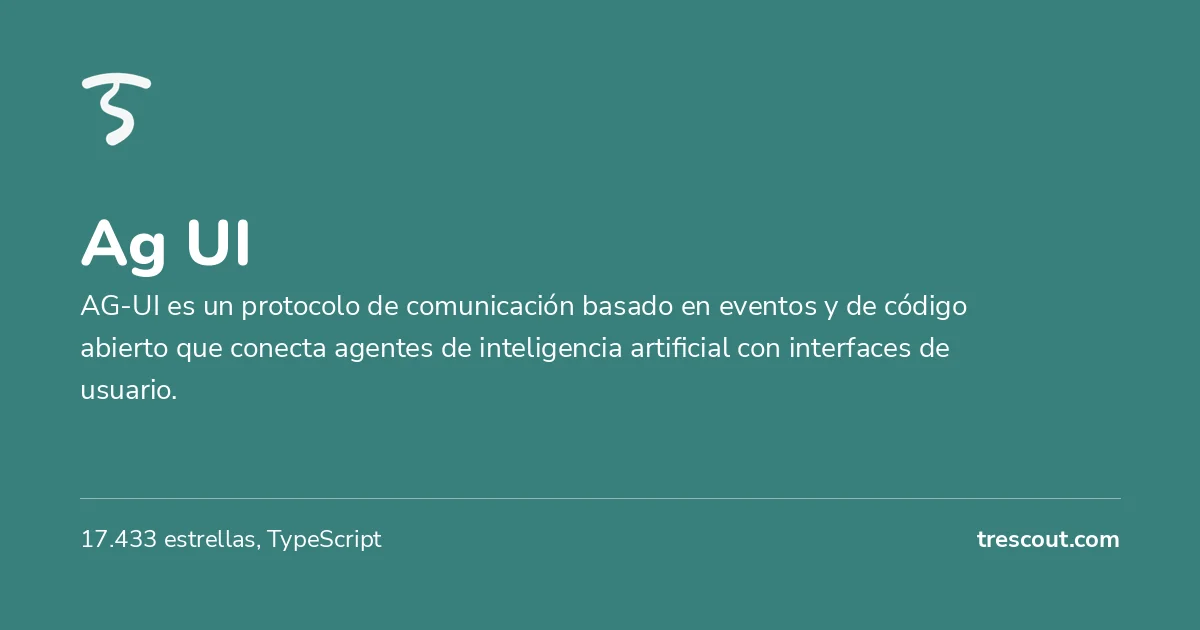 Ag UI
AG-UI es un protocolo de comunicación basado en eventos y de código
abierto que conecta agentes de inteligencia artificial con interfaces de
usuario.
17.433 estrellas, TypeScript
trescout.com